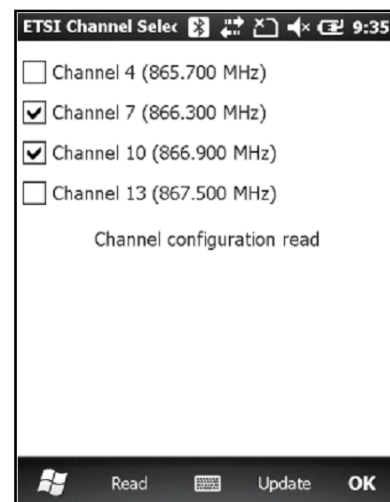 ETSI Channel Selec 9:35
Channel 4 (865.700 MHz)
Channel 7 (866.300 MHz)
Channel 10 (866.900 MHz)
Channel 13 (867.500 MHz)
Channel configuration read
Read Update OK